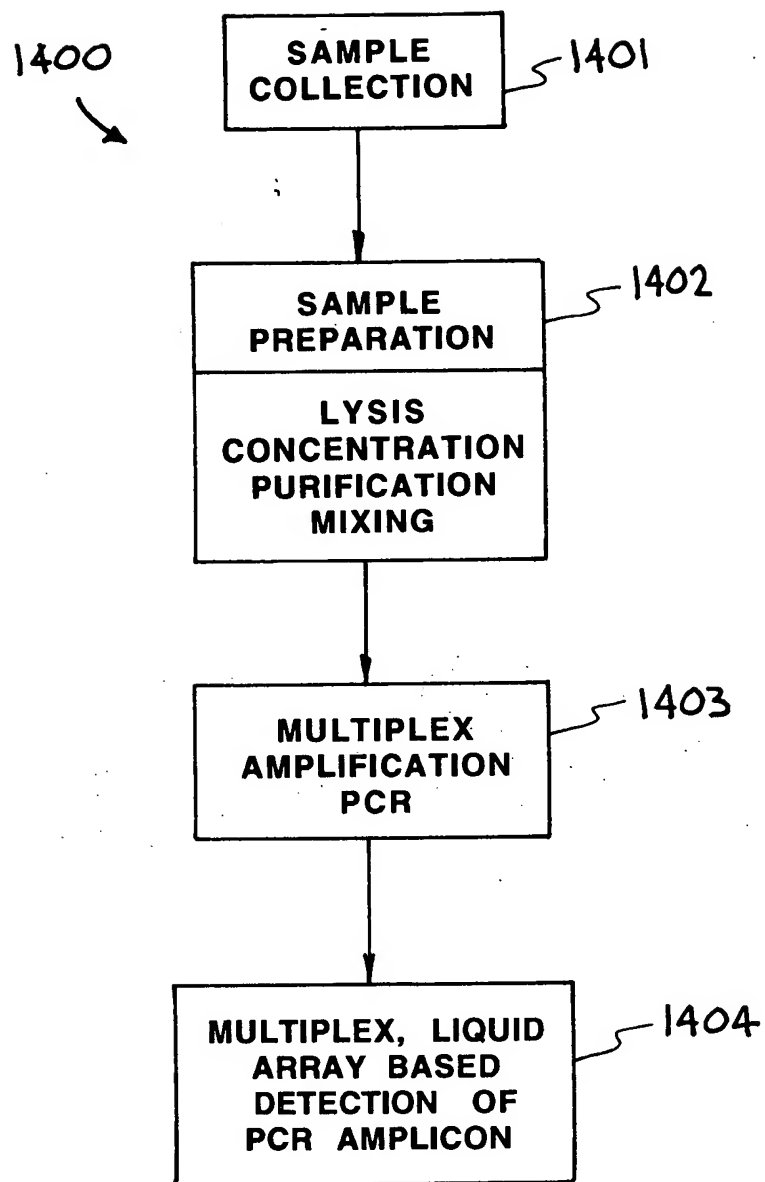 1400
SAMPLE
COLLECTION
1401
SAMPLE
PREPARATION
1402
LYSIS
CONCENTRATION
PURIFICATION
MIXING
MULTIPLEX
AMPLIFICATION
PCR
1403
MULTIPLEX, LIQUID
ARRAY BASED
DETECTION OF
PCR AMPLICON
1404